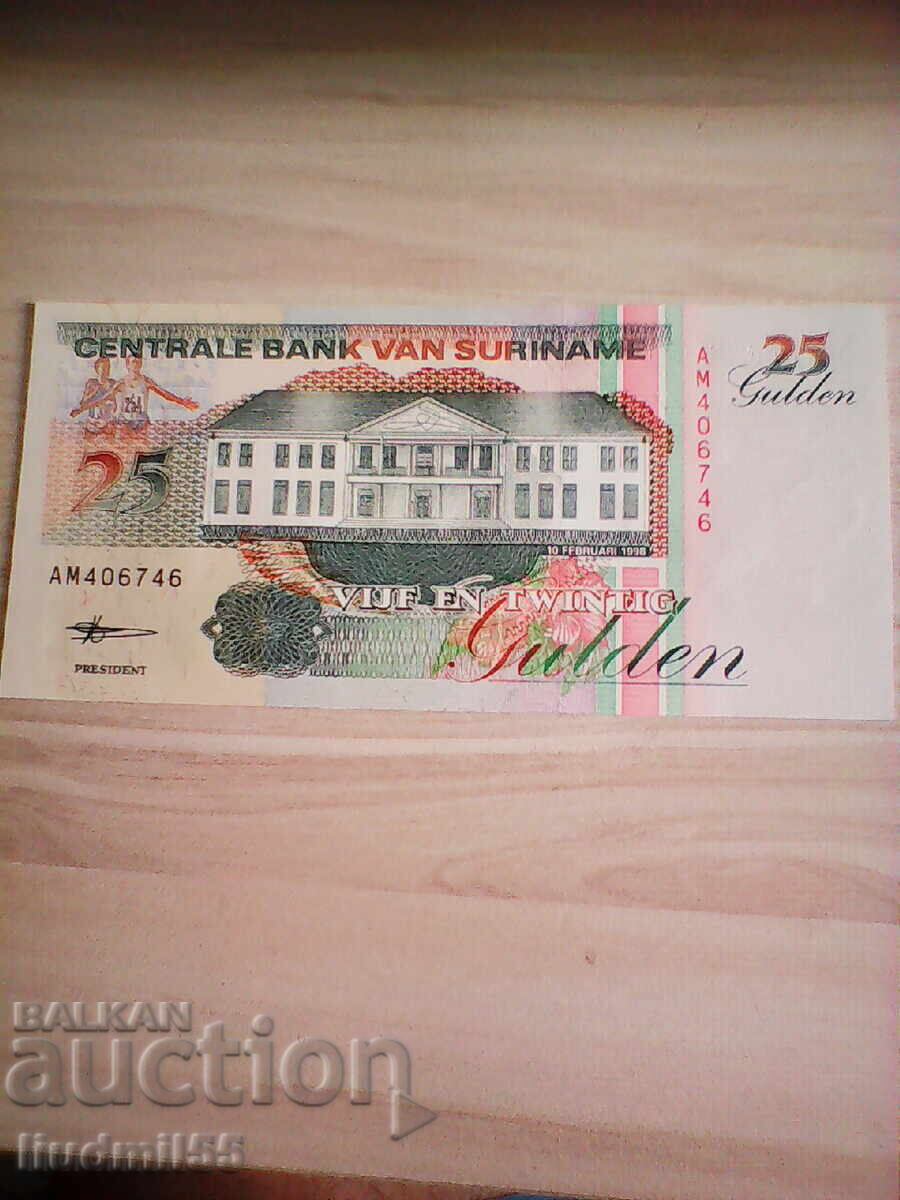 CENTRALE BANK VAN SURINAME
25
Gulden
AM406746
25
10 FEBRUARI 1998
AM406746
VIJF EN TWINTIG
Gulden
PRESIDENT
BALKAN
auction
liudmil55